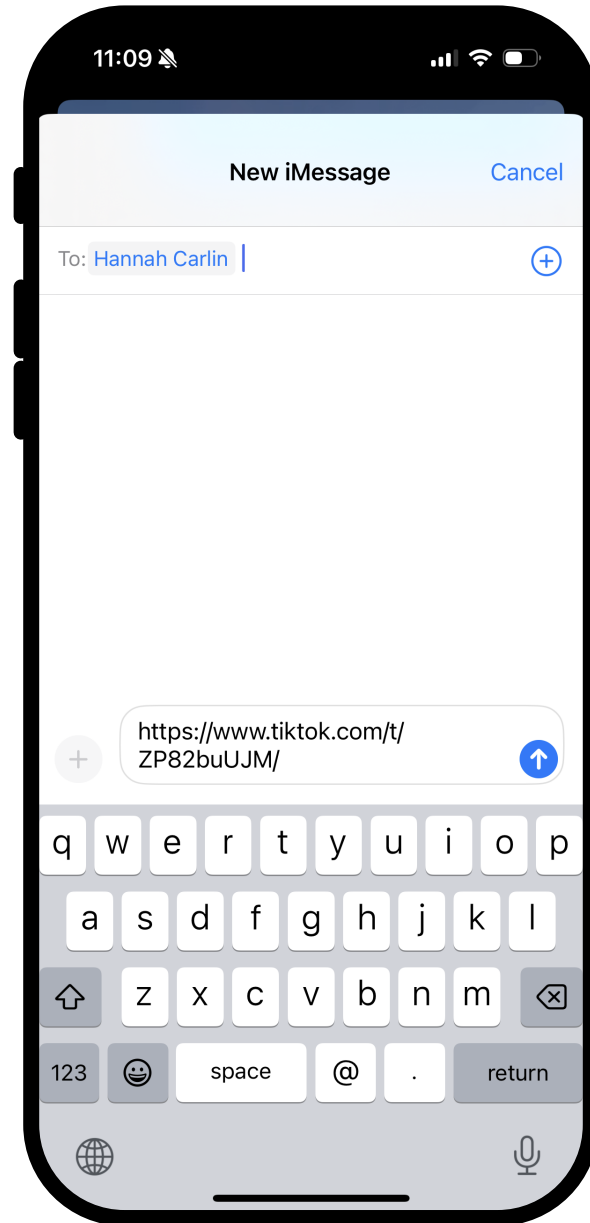 11:09
New iMessage Cancel
To: Hannah Carlin
https://www.tiktok.com/t/
ZP82buUJM/
q w e r t y u i o p
a s d f g h j k l
z x c v b n m
123 space @ . return